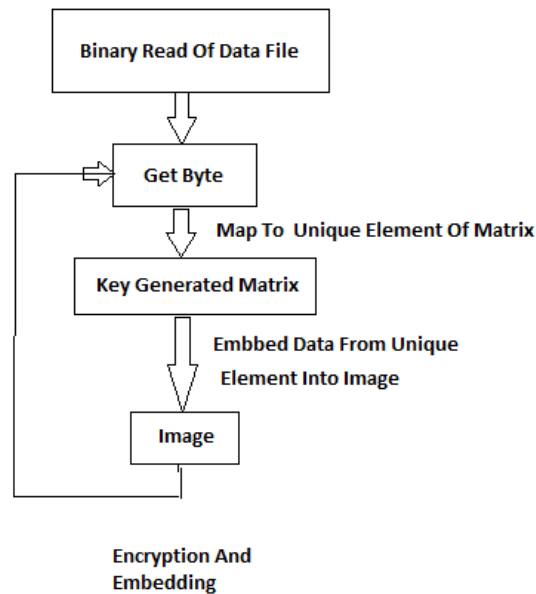 Binary Read Of Data File
Get Byte
Map To Unique Element Of Matrix
Key Generated Matrix
Embbed Data From Unique
Element Into Image
Image
Encryption And
Embedding